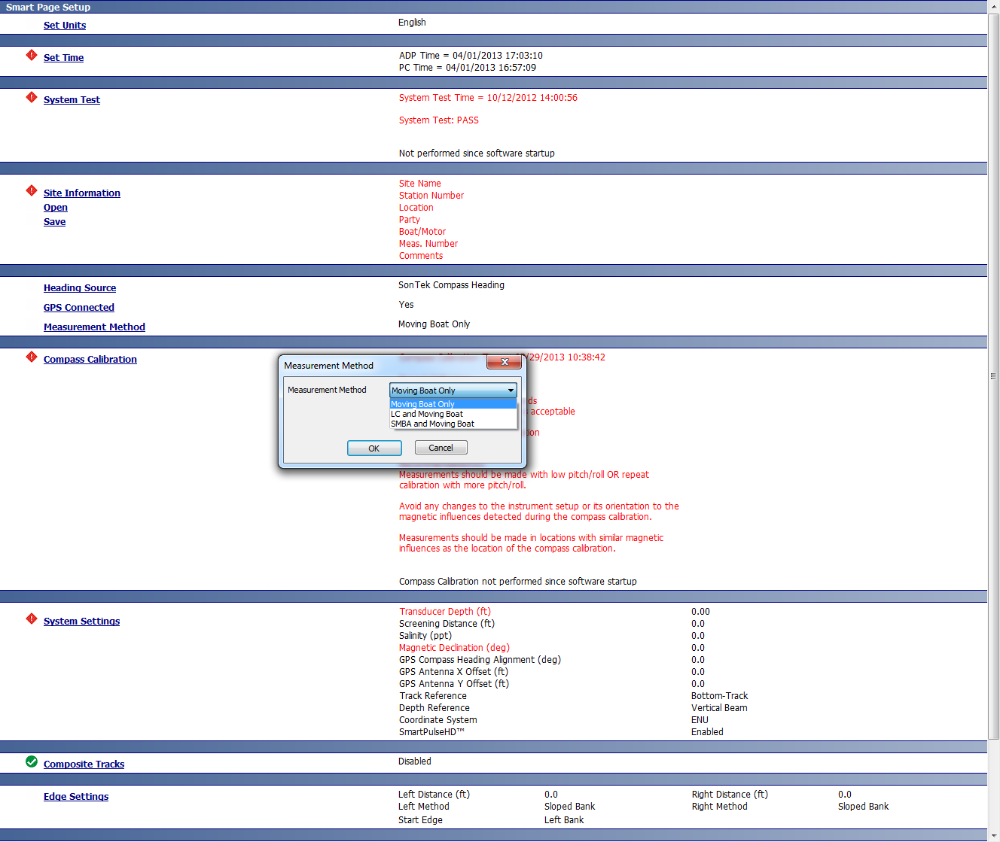 Smart Page Setup
Set Units English
Set Time ADP Time = 04/01/2013 17:03:10
PC Time = 04/01/2013 16:57:09
System Test System Test Time = 10/12/2012 14:00:56
System Test: PASS
Not performed since software startup
Site Information Site Name
Station Number
Open Location
Save Party
Boat/Motor
Meas. Number
Comments
Heading Source SonTek Compass Heading
GPS Connected Yes
Measurement Method Moving Boat Only
Compass Calibration /29/2013 10:38:42
Measurement Method
Measurement Method Moving Boat Only
Moving Boat Only
LC and Moving Boat
SMBA and Moving Boat
OK Cancel
ds
acceptable
ion
Measurements should be made with low pitch/roll OR repeat
calibration with more pitch/roll.
Avoid any changes to the instrument setup or its orientation to the
magnetic influences detected during the compass calibration.
Measurements should be made in locations with similar magnetic
influences as the location of the compass calibration.
Compass Calibration not performed since software startup
System Settings Transducer Depth (ft) 0.00
Screening Distance (ft) 0.0
Salinity (ppt) 0.0
Magnetic Declination (deg) 0.0
GPS Compass Heading Alignment (deg) 0.0
GPS Antenna X Offset (ft) 0.0
GPS Antenna Y Offset (ft) 0.0
Track Reference Bottom-Track
Depth Reference Vertical Beam
Coordinate System ENU
SmartPulseHD™ Enabled
Composite Tracks Disabled
Edge Settings Left Distance (ft) 0.0 Right Distance (ft) 0.0
Left Method Sloped Bank Right Method Sloped Bank
Start Edge Left Bank